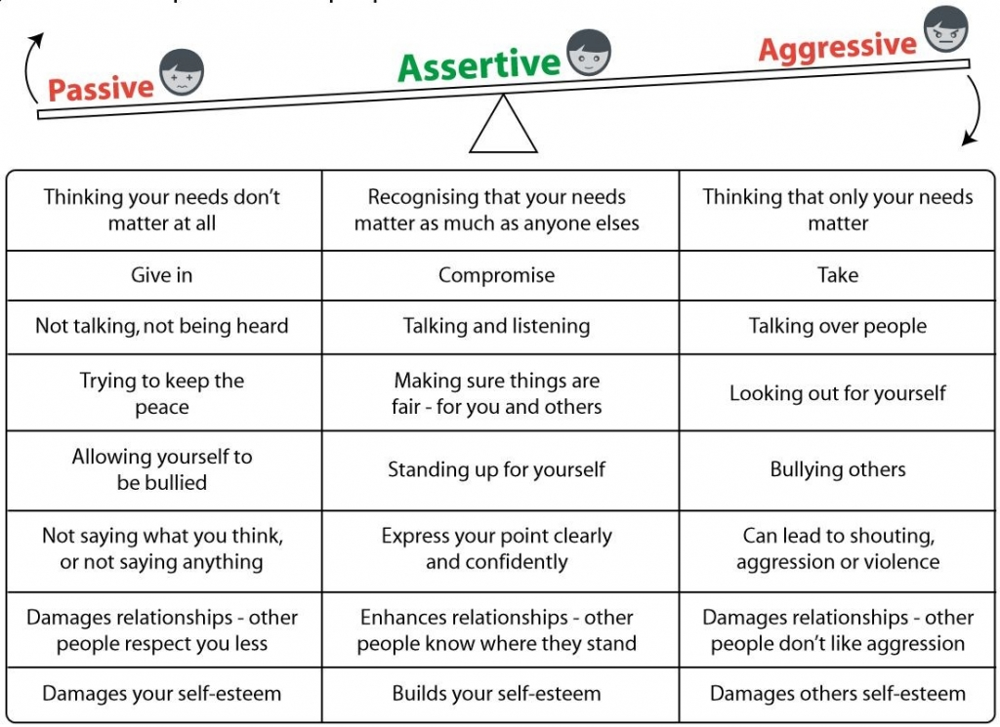 Passive
Assertive
Aggressive
Thinking your needs don't
matter at all
Recognising that your needs
matter as much as anyone elses
Thinking that only your needs
matter
Give in
Compromise
Take
Not talking, not being heard
Talking and listening
Talking over people
Trying to keep the
peace
Making sure things are
fair - for you and others
Looking out for yourself
Allowing yourself to
be bullied
Standing up for yourself
Bullying others
Not saying what you think,
or not saying anything
Express your point clearly
and confidently
Can lead to shouting,
aggression or violence
Damages relationships - other
people respect you less
Enhances relationships - other
people know where they stand
Damages relationships - other
people don't like aggression
Damages your self-esteem
Builds your self-esteem
Damages others self-esteem